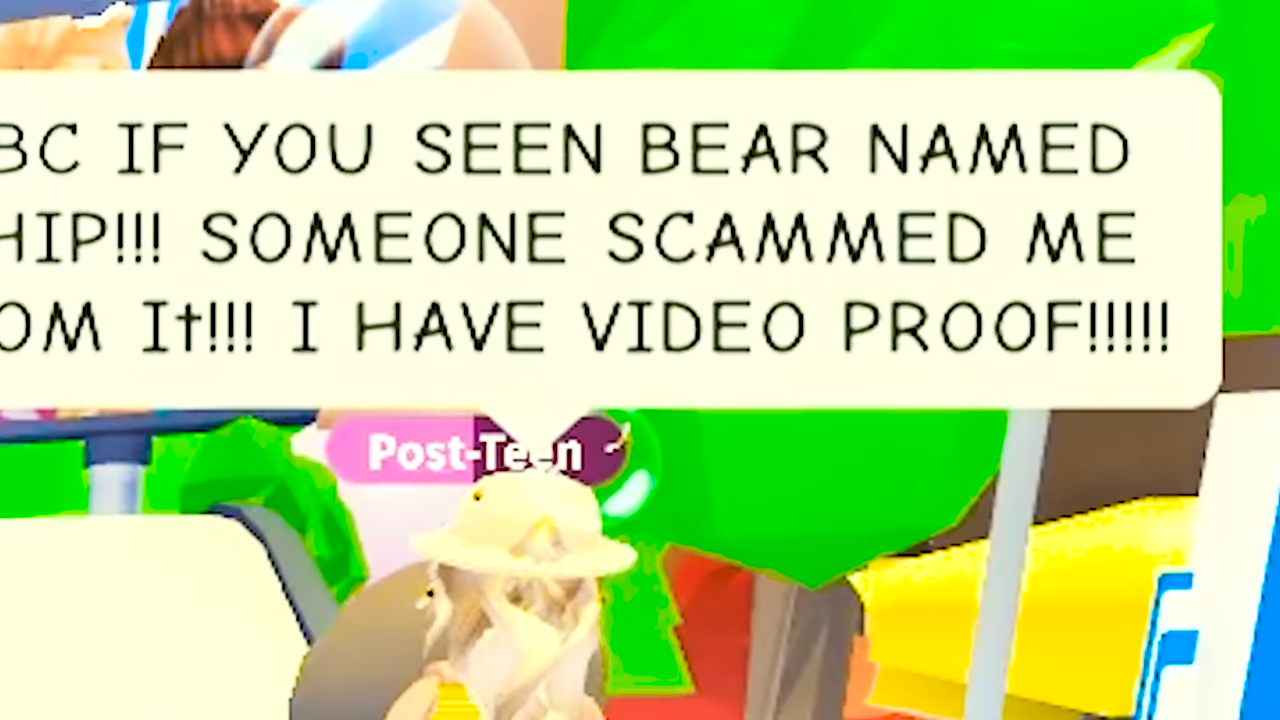 BC IF YOU SEEN BEAR NAMED
HIP!!! SOMEONE SCAMMED ME
OM It!!! I HAVE VIDEO PROOF!!!!!
Post-Teen